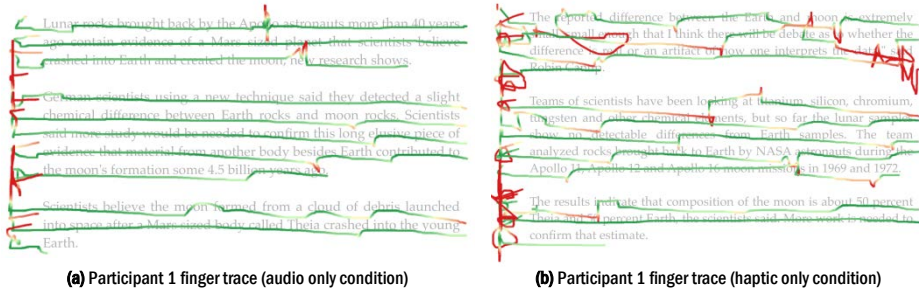 Lunar rocks brought back by the Apollo astronauts more than 40 years
ago contain evidence of a Mars-sized planet that scientists believe
crashed into Earth and created the moon, new research shows.
German scientists using a new technique said they detected a slight
chemical difference between Earth rocks and moon rocks. Scientists
said more study would be needed to confirm this long elusive piece of
evidence that material from another body besides Earth contributed to
the moon's formation some 4.5 billion years ago.
Scientists believe the moon formed from a cloud of debris launched
into space after a Mars-sized body called Theia crashed into the young
Earth.
(a) Participant 1 finger trace (audio only condition)
The reported difference between the Earth and moon is extremely
small enough that I think there will be debate as to whether the
difference is real or an artifact of how one interprets the data," said
Robin Canup.
Teams of scientists have been looking at titanium, silicon, chromium,
tungsten and other chemical elements, but so far the lunar samples
show no detectable differences from Earth samples. The team
analyzed rocks brought back to Earth by NASA astronauts during the
Apollo 11, Apollo 12 and Apollo 16 moon missions in 1969 and 1972.
The results indicate that composition of the moon is about 50 percent
Theia and percent Earth, the scientists said. More work is needed to
confirm that estimate.
(b) Participant 1 finger trace (haptic only condition)